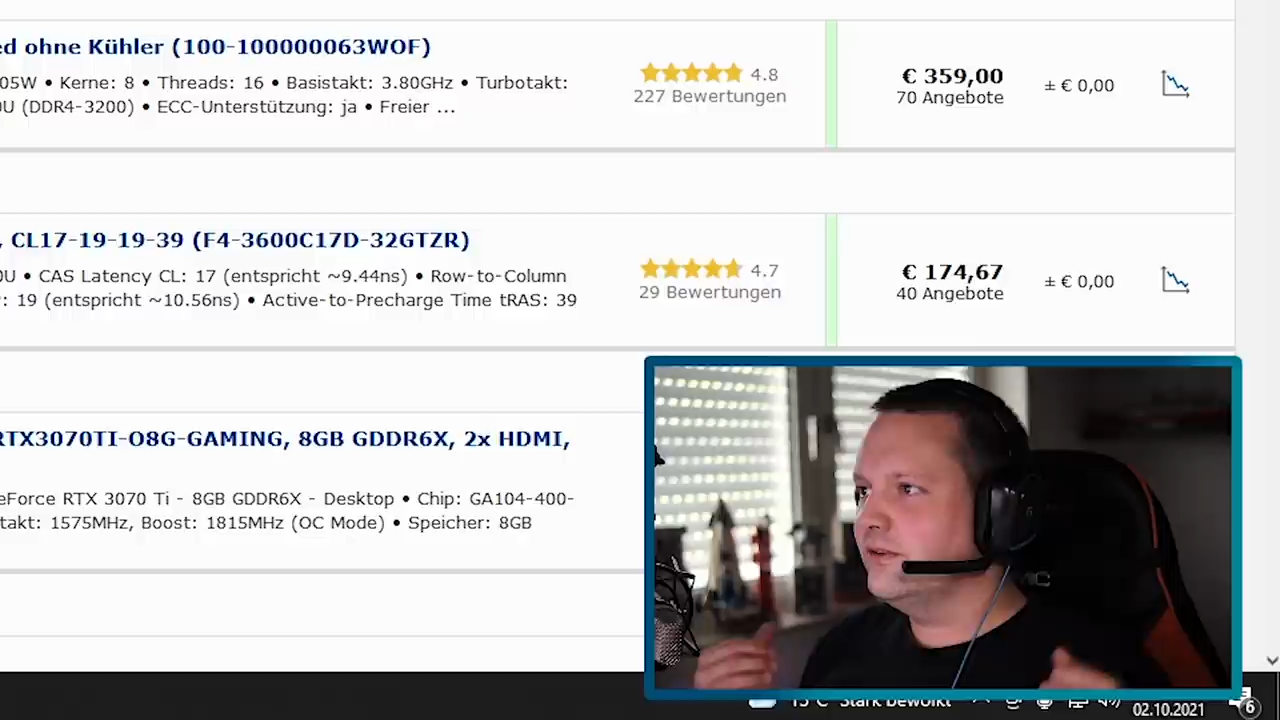 ed ohne Kühler (100-100000063WOF)
05W • Kerne: 8 • Threads: 16 • Basistakt: 3.80GHz • Turbotakt:
0U (DDR4-3200) • ECC-Unterstützung: ja • Freier ...
4.8
227 Bewertungen
€ 359,00
70 Angebote
± € 0,00
, CL17-19-19-39 (F4-3600C17D-32GTZR)
0U • CAS Latency CL: 17 (entspricht ~9.44ns) • Row-to-Column
: 19 (entspricht ~10.56ns) • Active-to-Precharge Time tRAS: 39
4.7
29 Bewertungen
€ 174,67
40 Angebote
± € 0,00
RTX3070TI-O8G-GAMING, 8GB GDDR6X, 2x HDMI,
eForce RTX 3070 Ti - 8GB GDDR6X - Desktop • Chip: GA104-400-
takt: 1575MHz, Boost: 1815MHz (OC Mode) • Speicher: 8GB
15°C Stark bewölkt
02.10.2021
6